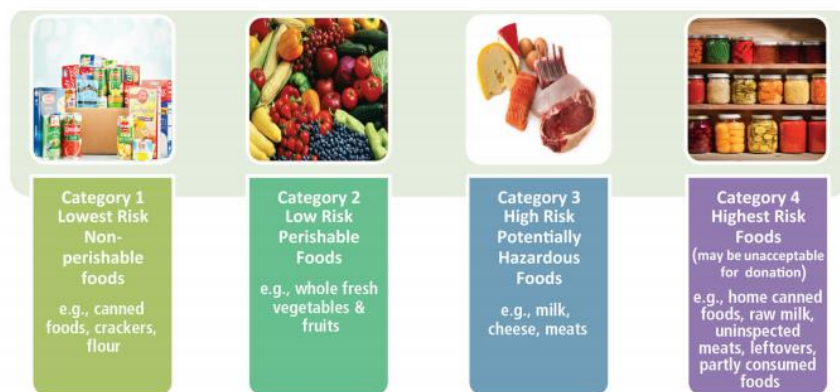 Category 1
Lowest Risk
Non-
perishable
foods
e.g., canned
foods, crackers,
flour
Category 2
Low Risk
Perishable
Foods
e.g., whole fresh
vegetables &
fruits
Category 3
High Risk
Potentially
Hazardous
Foods
e.g., milk,
cheese, meats
Category 4
Highest Risk
Foods
(may be unacceptable
for donation)
e.g., home canned
foods, raw milk,
uninspected
meats, leftovers,
partly consumed
foods